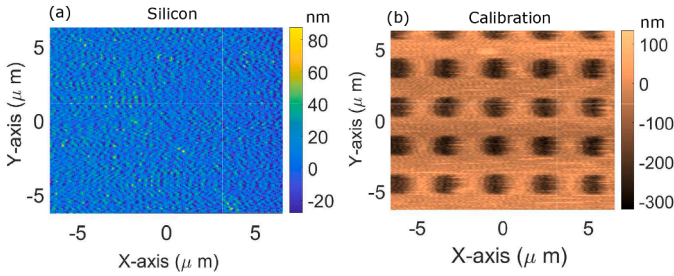 (a) Silicon nm
5
0
-5
Y-axis (μ m)
-5 0 5
X-axis (μ m)
80
60
40
20
0
-20
(b) Calibration nm
5
0
-5
Y-axis (μ m)
-5 0 5
X-axis (μ m)
100
0
-100
-200
-300